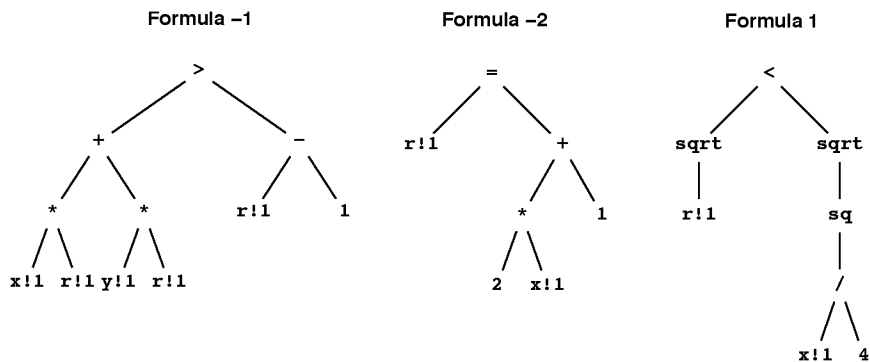 Formula −1 Formula −2 Formula 1
> = <
+ − r!1 + sqrt sqrt
* * r!1 1 * 1 r!1 sq
x!1 r!1 y!1 r!1 2 x!1 /
x!1 4